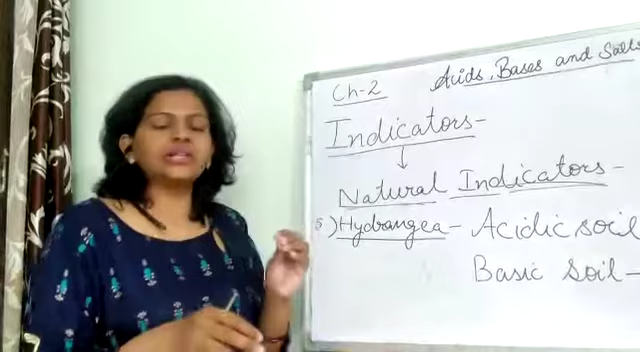 Ch-2 Acids, Bases and Salts
Indicators-
↓
Natural Indicators-
5) Hydrangea- Acidic soil
Basic Soil-